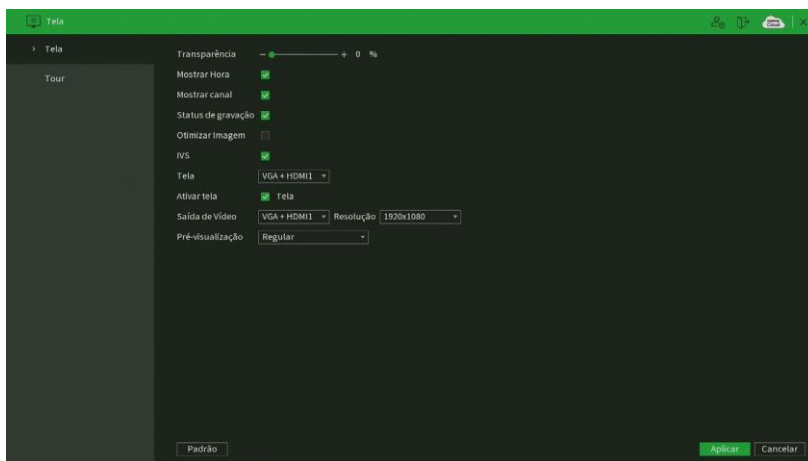 Tela
> Tela
Tour
Transparência - + 0 %
Mostrar Hora
Mostrar canal
Status de gravação
Otimizar Imagem
IVS
Tela VGA + HDMI1
Ativar tela Tela
Saída de Vídeo VGA + HDMI1 Resolução 1920x1080
Pré-visualização Regular
Padrão Aplicar Cancelar